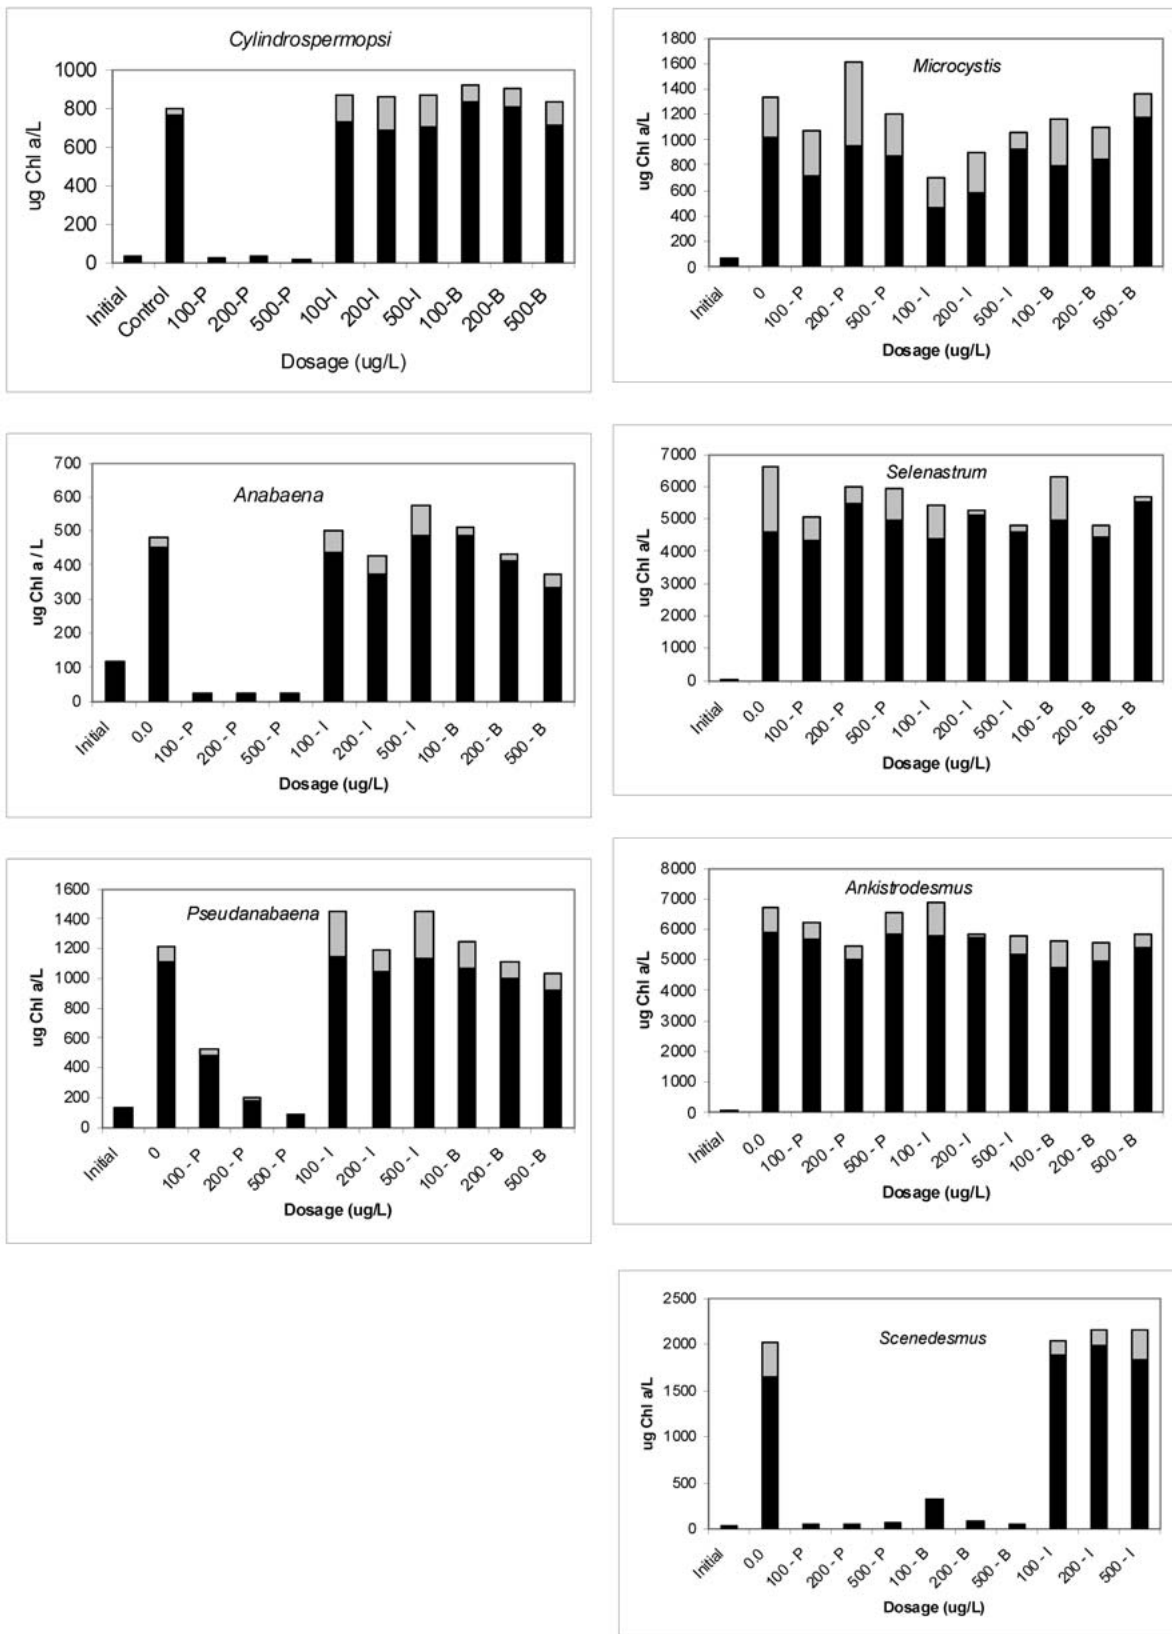 Cylindrospermopsi
ug Chl a/L
1000
800
600
400
200
0
Initial
Control
100-P
200-P
500-P
100-I
200-I
500-I
100-B
200-B
500-B
Dosage (ug/L)
Microcystis
ug Chl a/L
1800
1600
1400
1200
1000
800
600
400
200
0
Initial
0
100 - P
200 - P
500 - P
100 - I
200 - I
500 - I
100 - B
200 - B
500 - B
Dosage (ug/L)
Anabaena
ug Chl a / L
700
600
500
400
300
200
100
0
Initial
0.0
100 - P
200 - P
500 - P
100 - I
200 - I
500 - I
100 - B
200 - B
500 - B
Dosage (ug/L)
Selenastrum
ug Chl a/L
7000
6000
5000
4000
3000
2000
1000
0
Initial
0.0
100 - P
200 - P
500 - P
100 - I
200 - I
500 - I
100 - B
200 - B
500 - B
Dosage (ug/L)
Pseudanabaena
ug Chl a/L
1600
1400
1200
1000
800
600
400
200
0
Initial
0
100 - P
200 - P
500 - P
100 - I
200 - I
500 - I
100 - B
200 - B
500 - B
Dosage (ug/L)
Ankistrodesmus
ug Chl a/L
8000
7000
6000
5000
4000
3000
2000
1000
0
Initial
0.0
100 - P
200 - P
500 - P
100 - I
200 - I
500 - I
100 - B
200 - B
500 - B
Dosage (ug/L)
Scenedesmus
ug Chl a/L
2500
2000
1500
1000
500
0
Initial
0.0
100 - P
200 - P
500 - P
100 - B
200 - B
500 - B
100 - I
200 - I
500 - I
Dosage (ug/L)